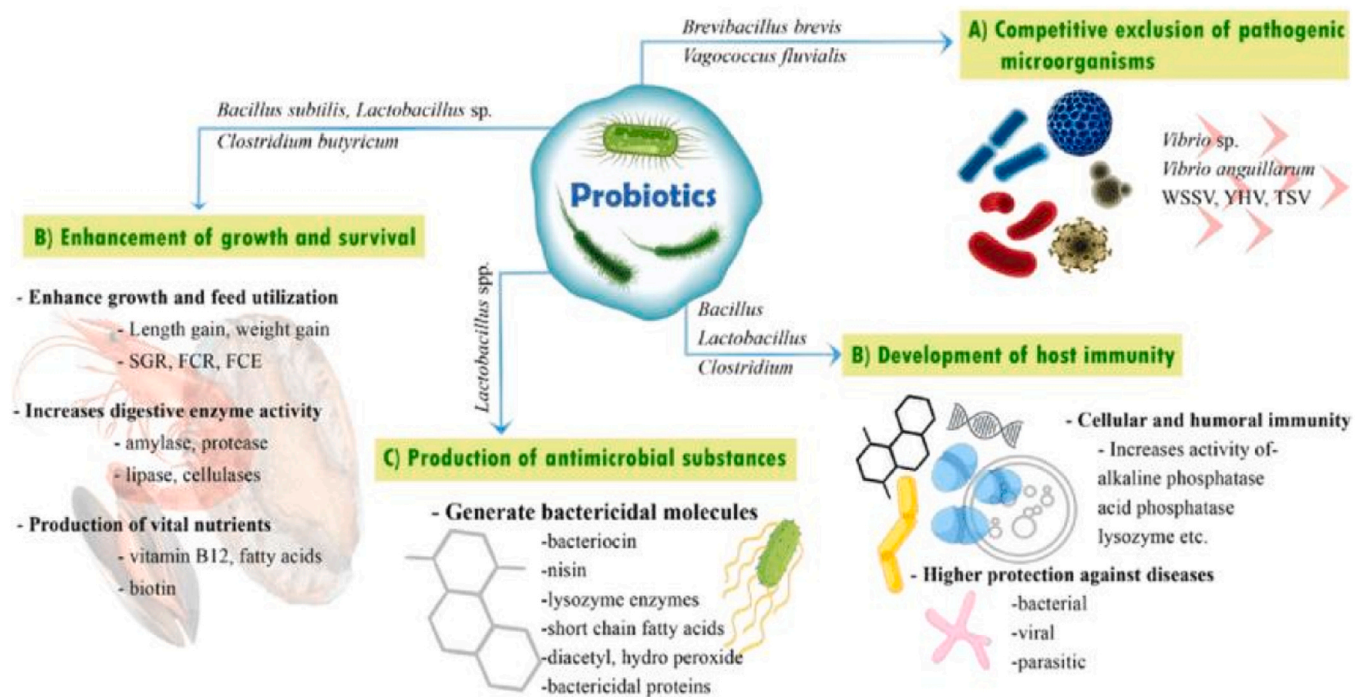 Brevibacillus brevis
Vagococcus fluvialis
A) Competitive exclusion of pathogenic
microorganisms
Vibrio sp.
Vibrio anguillarum
WSSV, YHV, TSV
Bacillus subtilis, Lactobacillus sp.
Clostridium butyricum
Probiotics
B) Enhancement of growth and survival
- Enhance growth and feed utilization
- Length gain, weight gain
- SGR, FCR, FCE
- Increases digestive enzyme activity
- amylase, protease
- lipase, cellulases
- Production of vital nutrients
- vitamin B12, fatty acids
- biotin
Lactobacillus spp.
C) Production of antimicrobial substances
- Generate bactericidal molecules
-bacteriocin
-nisin
-lysozyme enzymes
-short chain fatty acids
-diacetyl, hydro peroxide
-bactericidal proteins
Bacillus
Lactobacillus
Clostridium
B) Development of host immunity
- Cellular and humoral immunity
- Increases activity of-
alkaline phosphatase
acid phosphatase
lysozyme etc.
- Higher protection against diseases
-bacterial
-viral
-parasitic